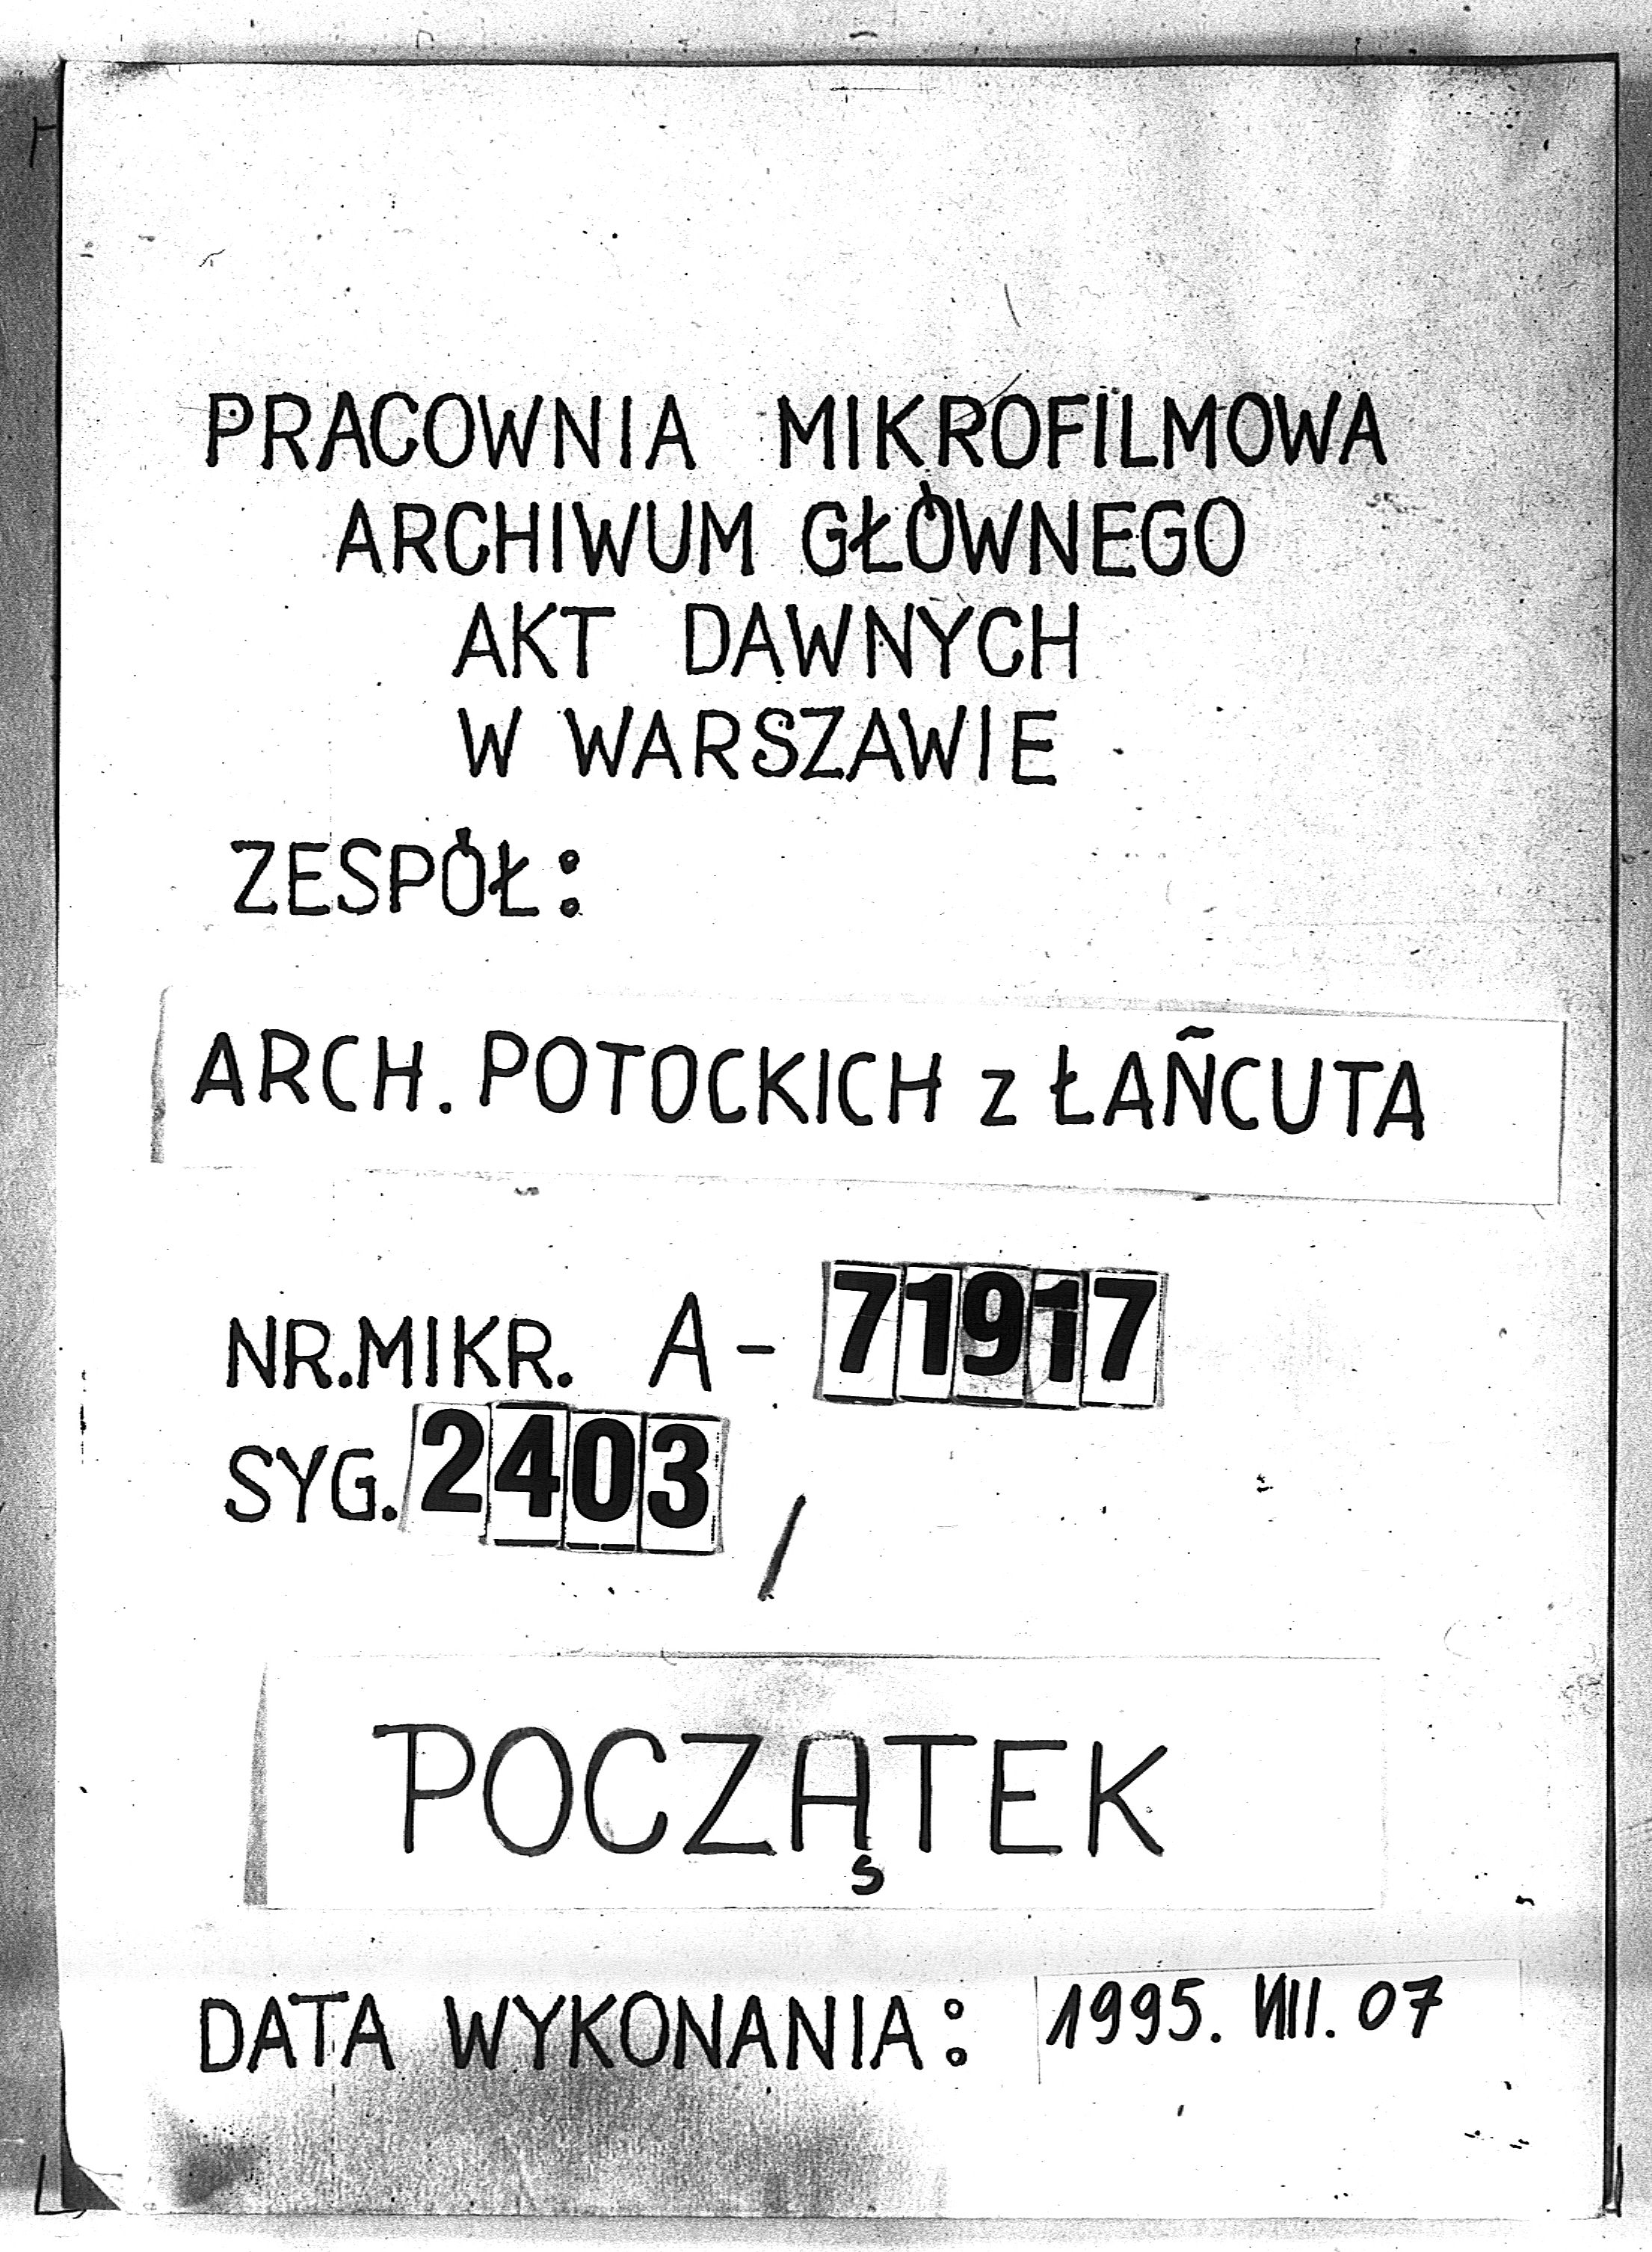 PRACOWNIA MIKROFILMOWA
ARCHIWUM GŁÓWNEGO
AKT DAWNYCH
W WARSZAWIE
ZESPÓŁ:
ARCH. POTOCKICH z ŁAŃCUTA
NR.MIKR. A-71917
SYG. 2403 /
POCZĄTEK
DATA WYKONANIA: 1995. VIII. 07